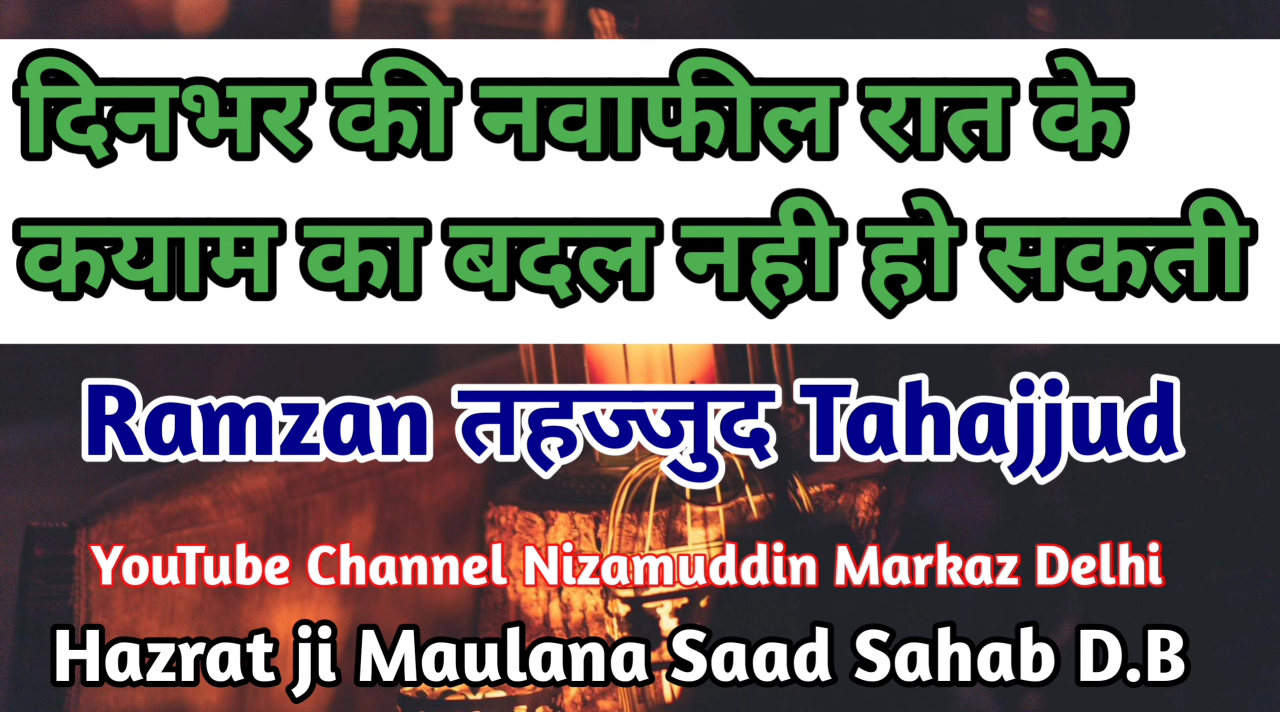 दिनभर की नवाफील रात के
कयाम का बदल नही हो सकती
Ramzan तहज्जुद Tahajjud
YouTube Channel Nizamuddin Markaz Delhi
Hazrat ji Maulana Saad Sahab D.B